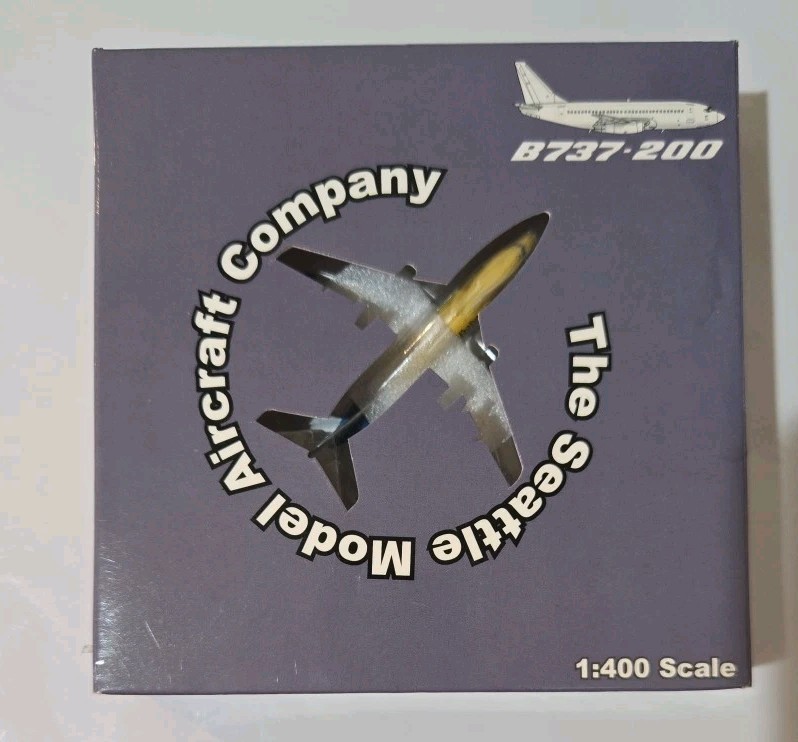 B737-200
The Seattle Model Aircraft Company
1:400 Scale